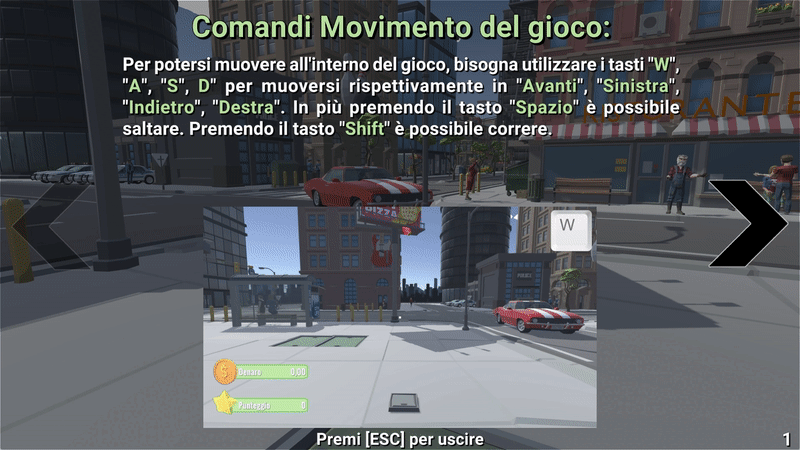 Comandi Movimento del gioco:
Per potersi muovere all'interno del gioco, bisogna utilizzare i tasti "W",
"A", "S", D" per muoversi rispettivamente in "Avanti", "Sinistra",
"Indietro", "Destra". In più premendo il tasto "Spazio" è possibile
saltare. Premendo il tasto "Shift" è possibile correre.
PIZZA
W
POLICE
Denaro 0,00
Punteggio 0
Premi [ESC] per uscire
1